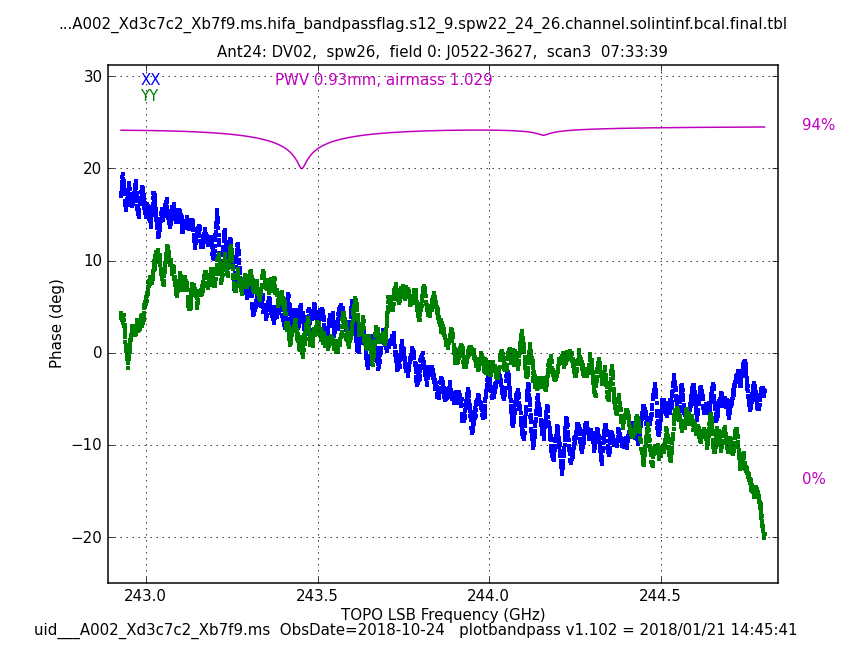 ...A002_Xd3c7c2_Xb7f9.ms.hifa_bandpassflag.s12_9.spw22_24_26.channel.solintinf.bcal.final.tbl
Ant24: DV02, spw26, field 0: J0522-3627, scan3 07:33:39
XX
YY
PWV 0.93mm, airmass 1.029
94%
0%
30
20
10
0
−10
−20
Phase (deg)
243.0
243.5
244.0
244.5
TOPO LSB Frequency (GHz)
uid___A002_Xd3c7c2_Xb7f9.ms ObsDate=2018-10-24 plotbandpass v1.102 = 2018/01/21 14:45:41